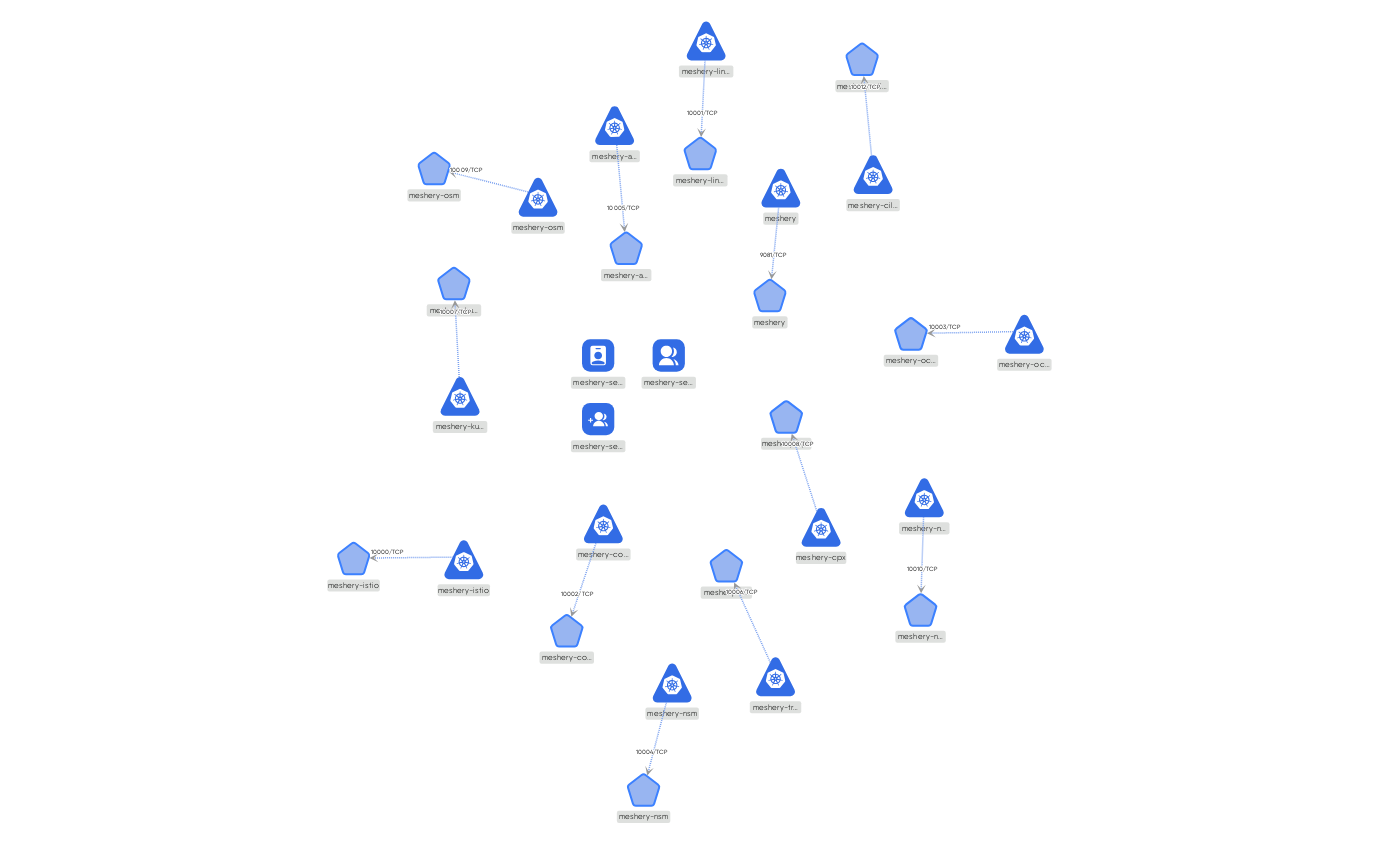 meshery-lin...
me
10012/TCP
10001/TCP
meshery-a...
10009/TCP
meshery-lin...
meshery-osm
meshery-cil...
10005/TCP
meshery
meshery-osm
9081/TCP
meshery-a...
10007/TCP
meshery
10003/TCP
meshery-oc...
meshery-oc...
meshery-se...
meshery-se...
meshery-ku...
10008/TCP
meshery-se...
meshery-n...
10000/TCP
meshery-co...
meshery-cpx
10010/TCP
meshery-istio
meshery-istio
10002/TCP
10006/TCP
meshery-n...
meshery-co...
meshery-tr...
meshery-nsm
10004/TCP
meshery-nsm